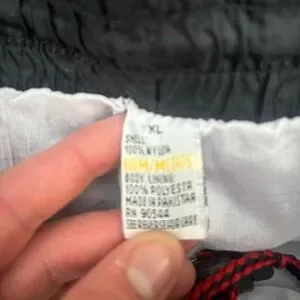 XL
SHELL
100% NYLON
BODY LINING
100% POLYESTR
MADE IN PAKISTAN
RN 90544